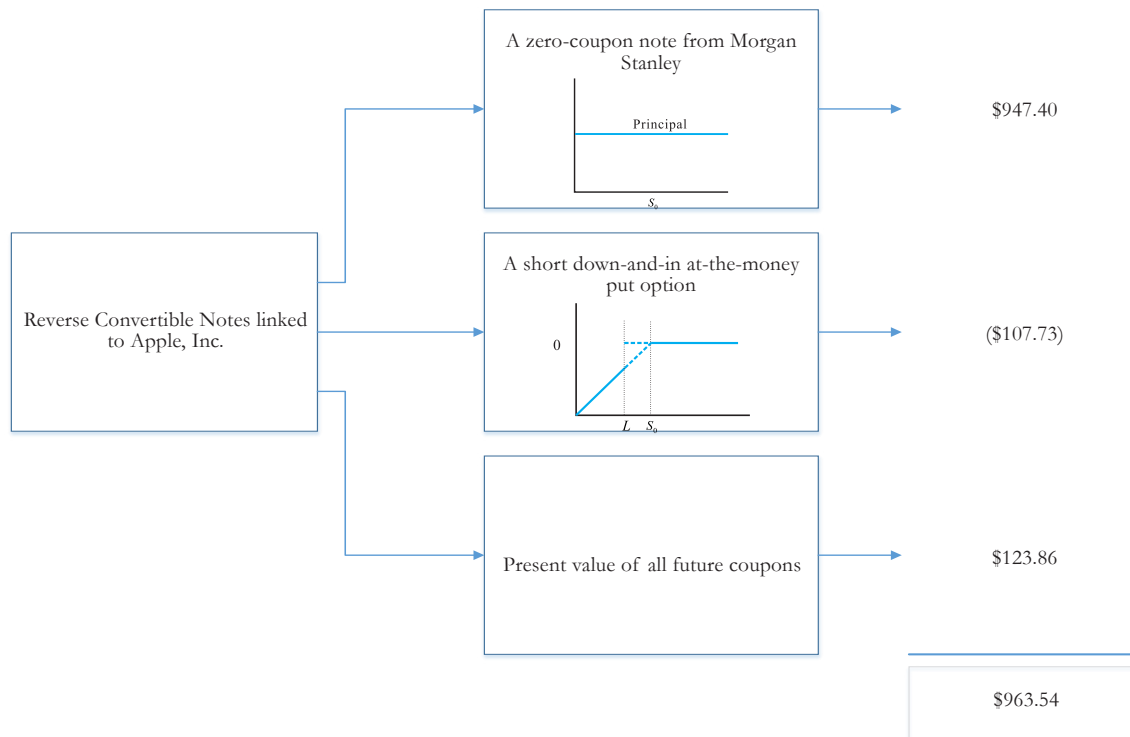 A zero-coupon note from Morgan
Stanley
Principal
S₀
$947.40
Reverse Convertible Notes linked
to Apple, Inc.
A short down-and-in at-the-money
put option
0
L S₀
($107.73)
Present value of all future coupons
$123.86
$963.54